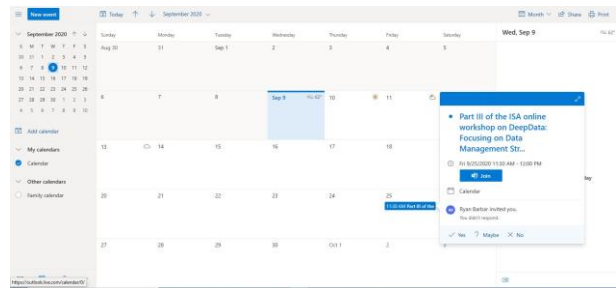 New event
Today
September 2020
Month
Share
Print
September 2020
S M T W T F S
30 31 1 2 3 4 5
6 7 8 9 10 11 12
13 14 15 16 17 18 19
20 21 22 23 24 25 26
27 28 29 30 1 2 3
4 5 6 7 8 9 10
Add calendar
My calendars
Calendar
Other calendars
Family calendar
https://outlook.live.com/calendar/0/
Sunday Monday Tuesday Wednesday Thursday Friday Saturday
Aug 30 31 Sep 1 2 3 4 5
6 7 8 Sep 9 10 11
13 14 15 16 17 18
20 21 22 23 24 25
11:30 AM Part III of the
27 28 29 30 Oct 1 2
Wed, Sep 9
Part III of the ISA online
workshop on DeepData:
Focusing on Data
Management Str...
Fri 9/25/2020 11:30 AM - 12:00 PM
Join
Calendar
Ryan Barbar invited you.
You didn't respond.
Yes ? Maybe No